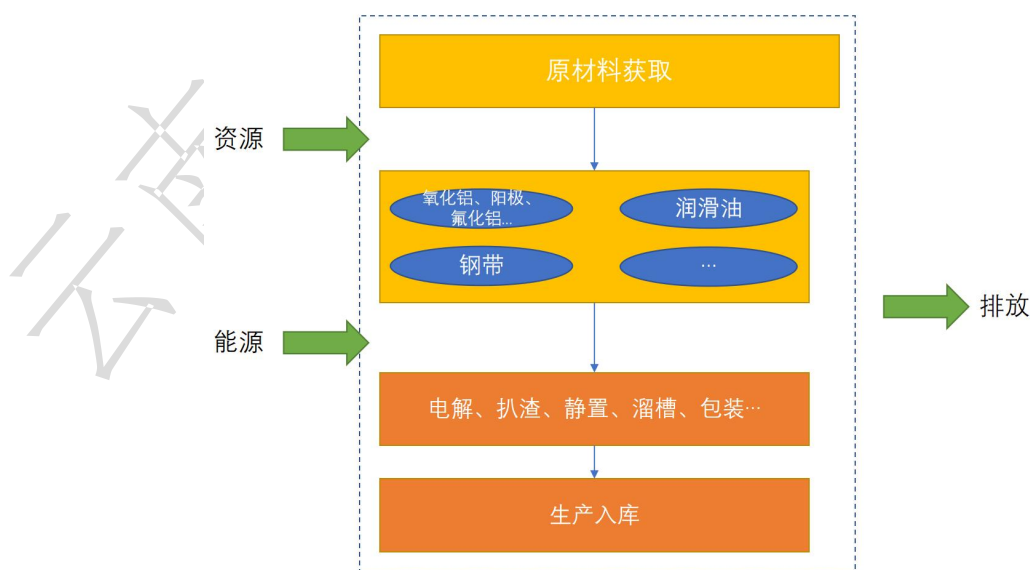 原材料获取
资源
氧化铝、阳极、
氟化铝...
润滑油
钢带
...
能源
排放
电解、扒渣、静置、溜槽、包装...
生产入库
云